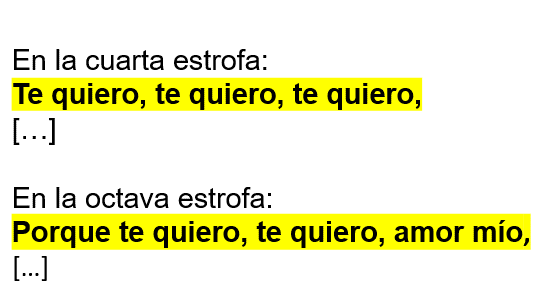 En la cuarta estrofa:
Te quiero, te quiero, te quiero,
[…]
En la octava estrofa:
Porque te quiero, te quiero, amor mío,
[...]